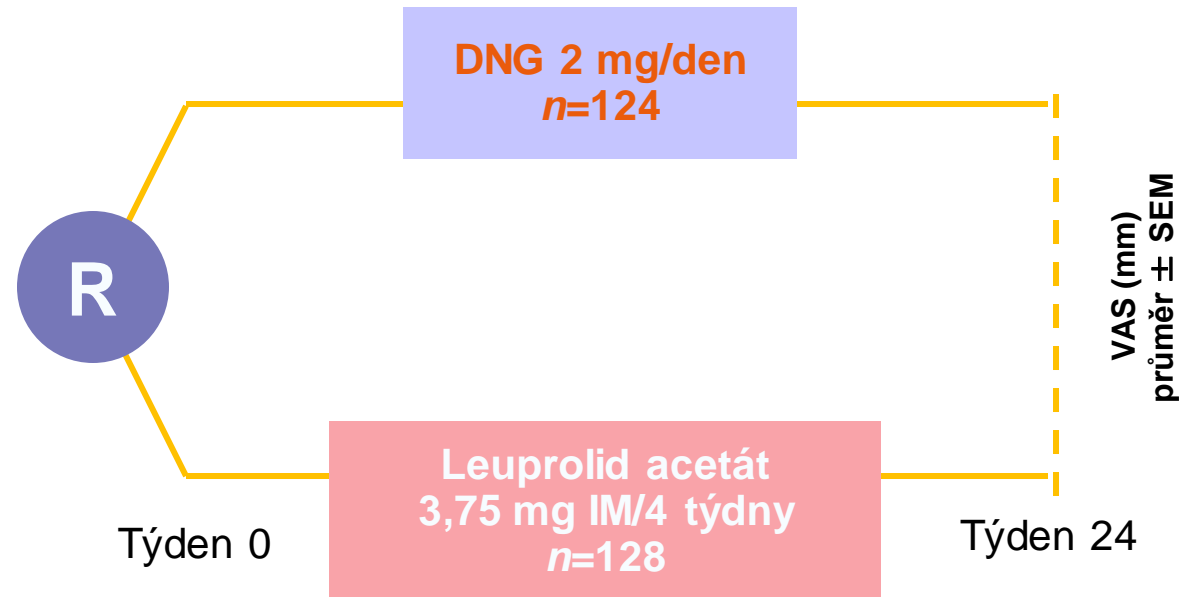 DNG 2 mg/den
n=124
R
VAS (mm)
průměr ± SEM
Leuprolid acetát
3,75 mg IM/4 týdny
n=128
Týden 0
Týden 24